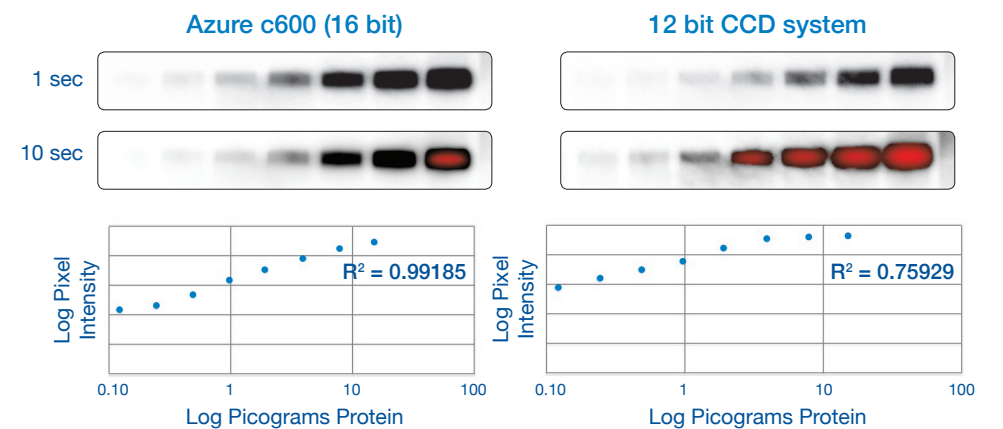 Azure c600 (16 bit)
12 bit CCD system
1 sec
10 sec
Log Pixel
Intensity
R² = 0.99185
0.10
1
10
100
Log Picograms Protein
Log Pixel
Intensity
R² = 0.75929
0.10
1
10
100
Log Picograms Protein